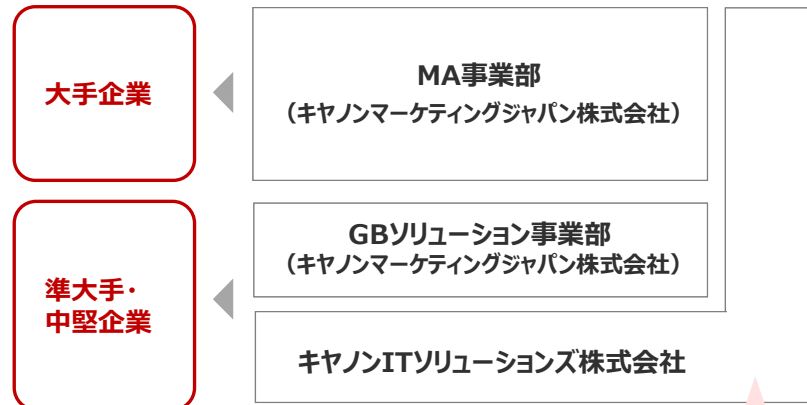 大手企業
MA事業部
（キヤノンマーケティングジャパン株式会社）
準大手・
中堅企業
GBソリューション事業部
（キヤノンマーケティングジャパン株式会社）
キヤノンITソリューションズ株式会社